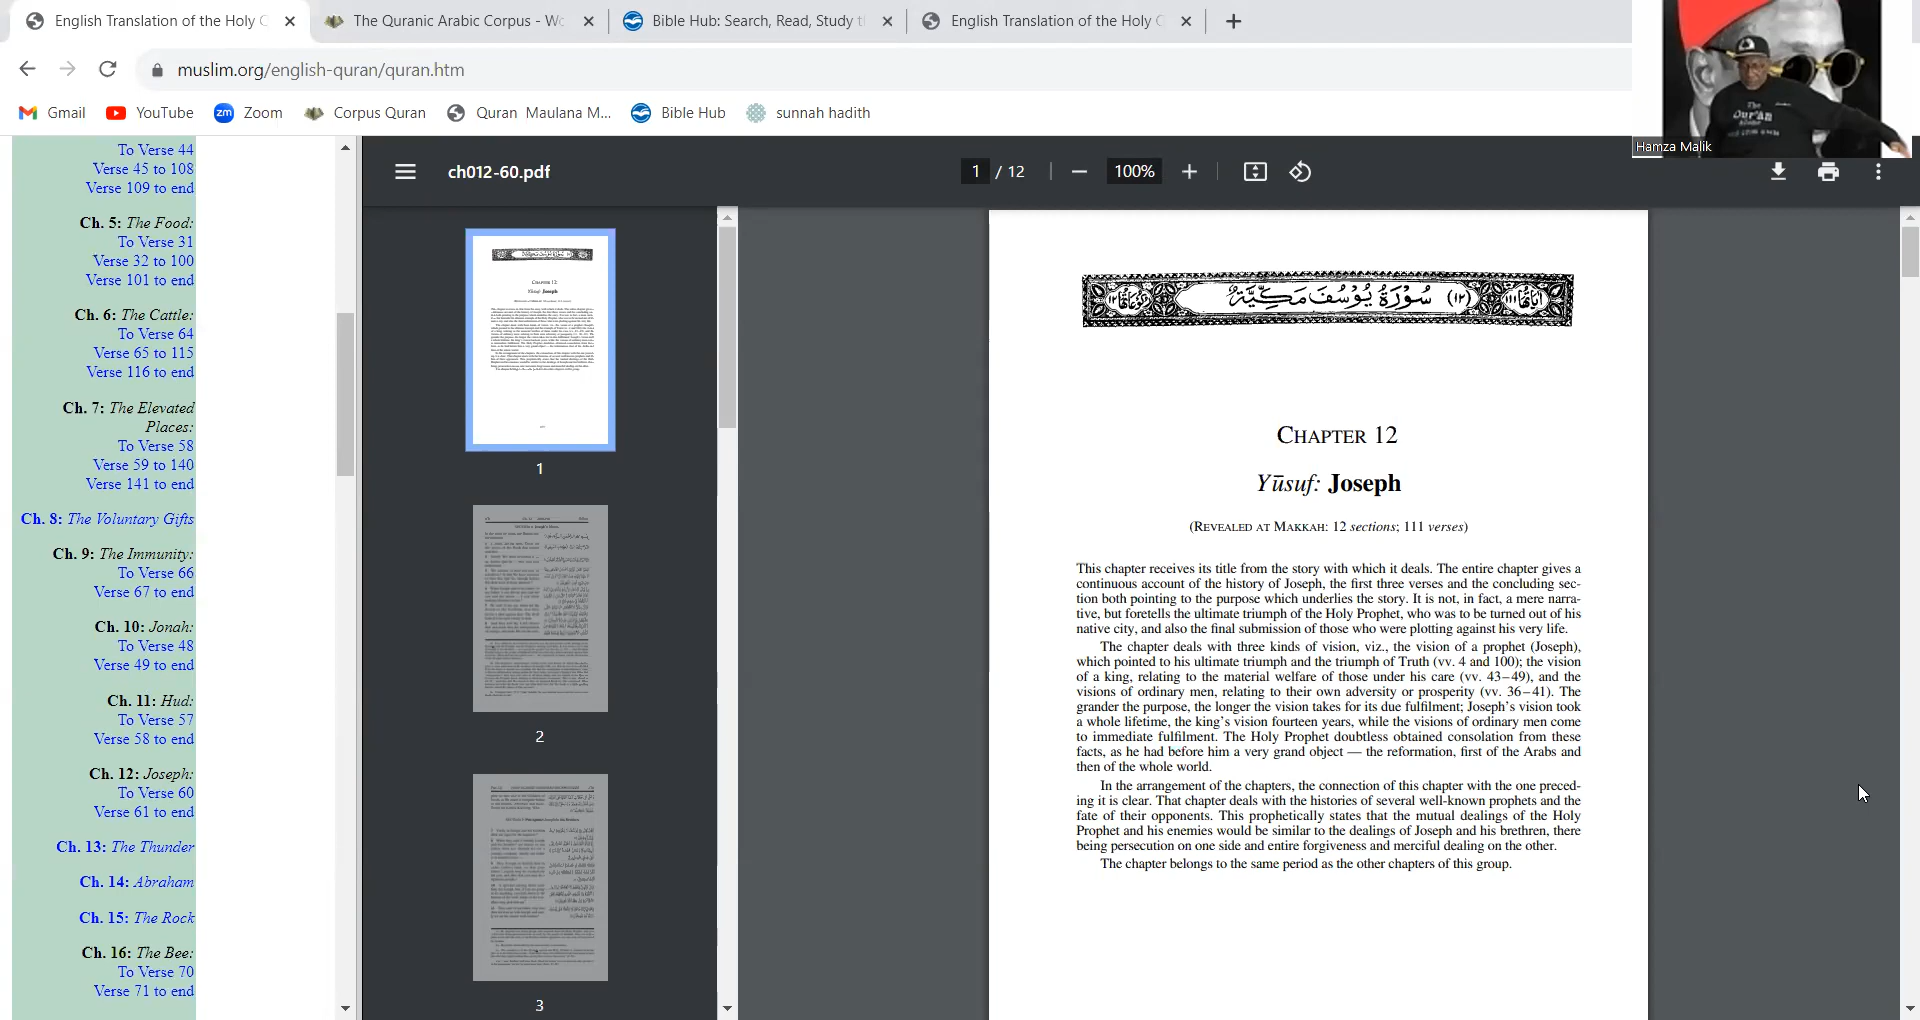 English Translation of the Holy Q
The Quranic Arabic Corpus - Wo
Bible Hub: Search, Read, Study t
English Translation of the Holy Q
muslim.org/english-quran/quran.htm
Gmail
YouTube
zm Zoom
Corpus Quran
Quran Maulana M...
Bible Hub
sunnah hadith
The
Qur'an
Hamza Malik
To Verse 44
Verse 45 to 108
Verse 109 to end
Ch. 5: The Food:
To Verse 31
Verse 32 to 100
Verse 101 to end
Ch. 6: The Cattle:
To Verse 64
Verse 65 to 115
Verse 116 to end
Ch. 7: The Elevated
Places:
To Verse 58
Verse 59 to 140
Verse 141 to end
Ch. 8: The Voluntary Gifts
Ch. 9: The Immunity:
To Verse 66
Verse 67 to end
Ch. 10: Jonah:
To Verse 48
Verse 49 to end
Ch. 11: Hud:
To Verse 57
Verse 58 to end
Ch. 12: Joseph:
To Verse 60
Verse 61 to end
Ch. 13: The Thunder
Ch. 14: Abraham
Ch. 15: The Rock
Ch. 16: The Bee:
To Verse 70
Verse 71 to end
ch012-60.pdf
1 / 12
100%
CHAPTER 12
Yūsuf: Joseph
1
2
3
اٰيَاتُهَا ١١١ (١٢) سُوْرَةُ يُوْسُفَ مَكِّيَّةٌ رُكُوْعَاتُهَا ١٢
CHAPTER 12
Yūsuf: Joseph
(REVEALED AT MAKKAH: 12 sections; 111 verses)
This chapter receives its title from the story with which it deals. The entire chapter gives a
continuous account of the history of Joseph, the first three verses and the concluding sec-
tion both pointing to the purpose which underlies the story. It is not, in fact, a mere narra-
tive, but foretells the ultimate triumph of the Holy Prophet, who was to be turned out of his
native city, and also the final submission of those who were plotting against his very life.
The chapter deals with three kinds of vision, viz., the vision of a prophet (Joseph),
which pointed to his ultimate triumph and the triumph of Truth (vv. 4 and 100); the vision
of a king, relating to the material welfare of those under his care (vv. 43–49), and the
visions of ordinary men, relating to their own adversity or prosperity (vv. 36–41). The
grander the purpose, the longer the vision takes for its due fulfilment; Joseph's vision took
a whole lifetime, the king's vision fourteen years, while the visions of ordinary men come
to immediate fulfilment. The Holy Prophet doubtless obtained consolation from these
facts, as he had before him a very grand object — the reformation, first of the Arabs and
then of the whole world.
In the arrangement of the chapters, the connection of this chapter with the one preced-
ing it is clear. That chapter deals with the histories of several well-known prophets and the
fate of their opponents. This prophetically states that the mutual dealings of the Holy
Prophet and his enemies would be similar to the dealings of Joseph and his brethren, there
being persecution on one side and entire forgiveness and merciful dealing on the other.
The chapter belongs to the same period as the other chapters of this group.